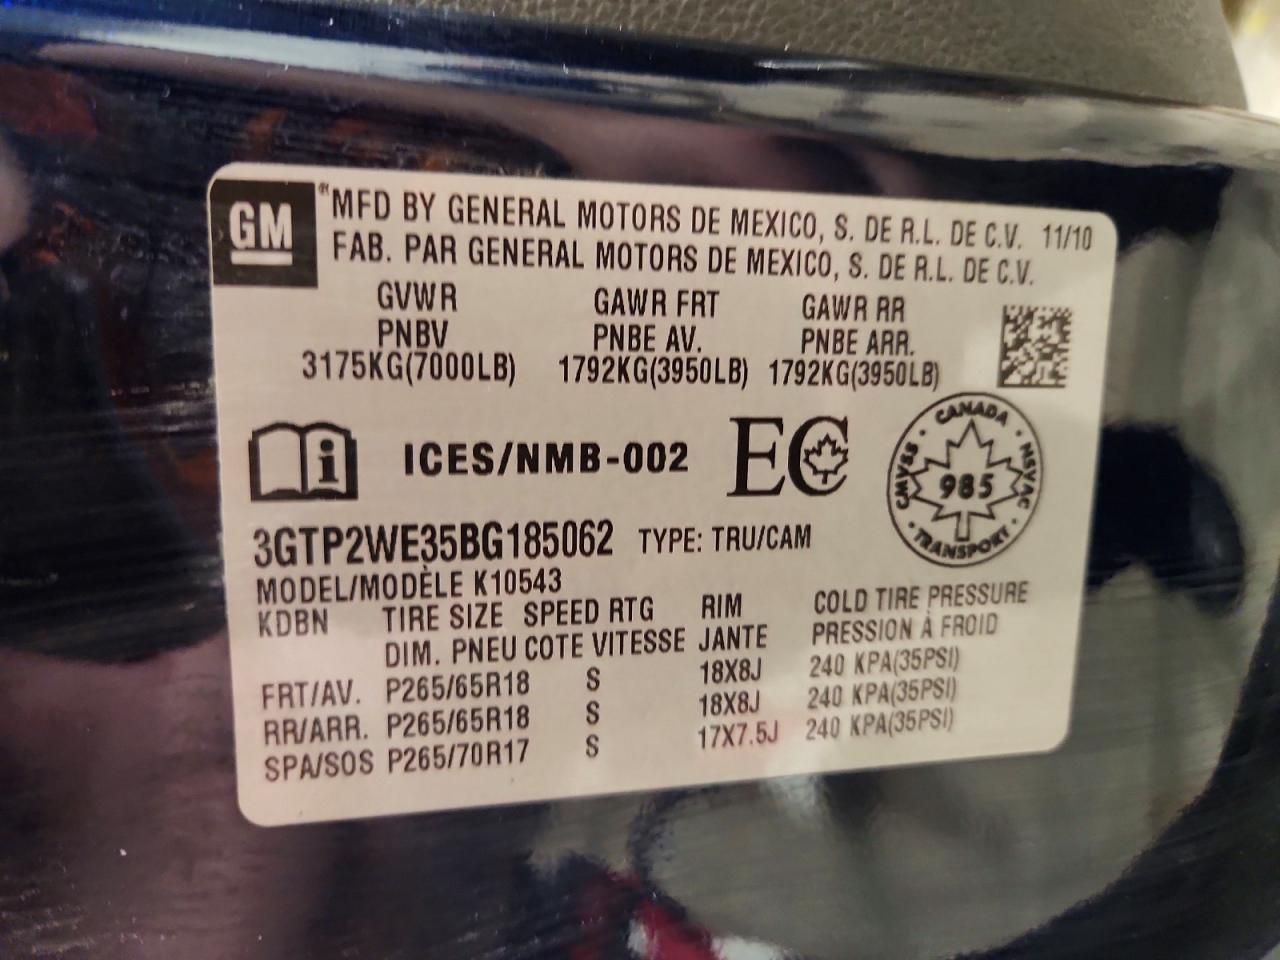 GM
® MFD BY GENERAL MOTORS DE MEXICO, S. DE R.L. DE C.V. 11/10
FAB. PAR GENERAL MOTORS DE MEXICO, S. DE R.L. DE C.V.
GVWR GAWR FRT GAWR RR
PNBV PNBE AV. PNBE ARR.
3175KG(7000LB) 1792KG(3950LB) 1792KG(3950LB)
i ICES/NMB-002 EC
CANADA
CMVSS 985 NSVAC
TRANSPORT
3GTP2WE35BG185062 TYPE: TRU/CAM
MODEL/MODÈLE K10543
KDBN TIRE SIZE SPEED RTG RIM COLD TIRE PRESSURE
DIM. PNEU COTE VITESSE JANTE PRESSION À FROID
FRT/AV. P265/65R18 S 18X8J 240 KPA(35PSI)
RR/ARR. P265/65R18 S 18X8J 240 KPA(35PSI)
SPA/SOS P265/70R17 S 17X7.5J 240 KPA(35PSI)